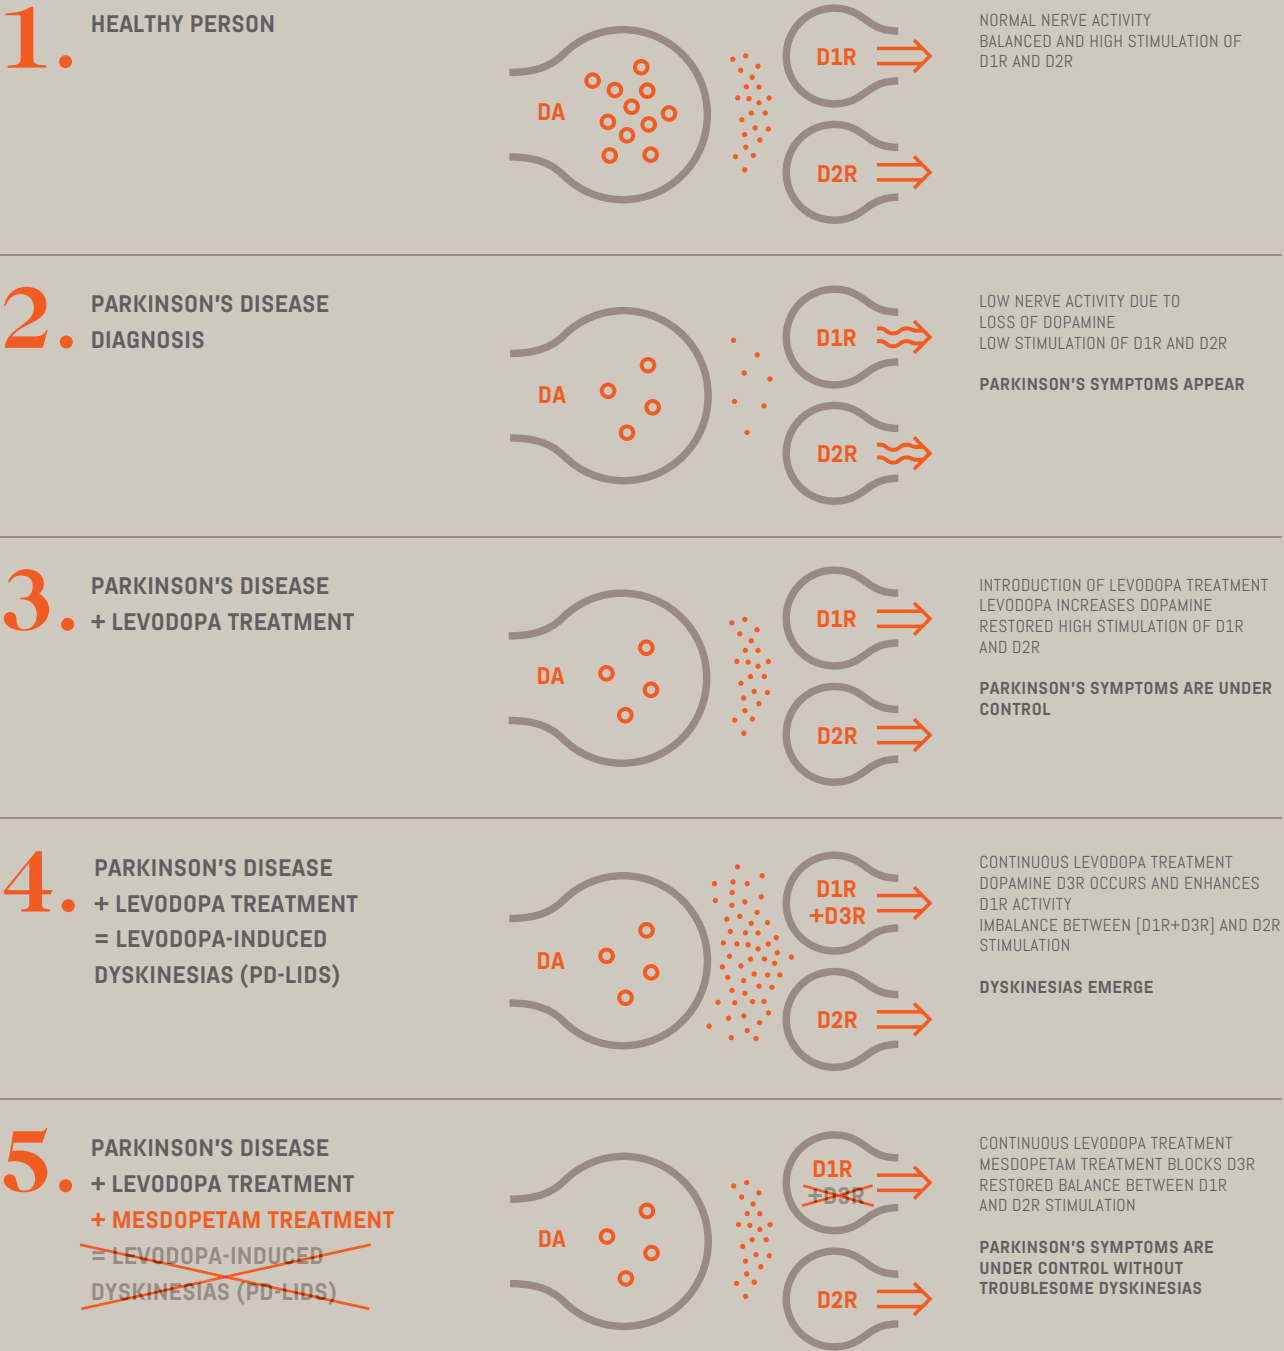 1. HEALTHY PERSON
DA
D1R
D2R
NORMAL NERVE ACTIVITY
BALANCED AND HIGH STIMULATION OF
D1R AND D2R
2. PARKINSON'S DISEASE
DIAGNOSIS
DA
D1R
D2R
LOW NERVE ACTIVITY DUE TO
LOSS OF DOPAMINE
LOW STIMULATION OF D1R AND D2R
PARKINSON'S SYMPTOMS APPEAR
3. PARKINSON'S DISEASE
+ LEVODOPA TREATMENT
DA
D1R
D2R
INTRODUCTION OF LEVODOPA TREATMENT
LEVODOPA INCREASES DOPAMINE
RESTORED HIGH STIMULATION OF D1R
AND D2R
PARKINSON'S SYMPTOMS ARE UNDER
CONTROL
4. PARKINSON'S DISEASE
+ LEVODOPA TREATMENT
= LEVODOPA-INDUCED
DYSKINESIAS (PD-LIDS)
DA
D1R
+D3R
D2R
CONTINUOUS LEVODOPA TREATMENT
DOPAMINE D3R OCCURS AND ENHANCES
D1R ACTIVITY
IMBALANCE BETWEEN [D1R+D3R] AND D2R
STIMULATION
DYSKINESIAS EMERGE
5. PARKINSON'S DISEASE
+ LEVODOPA TREATMENT
+ MESDOPETAM TREATMENT
= LEVODOPA-INDUCED
DYSKINESIAS (PD-LIDS)
DA
D1R
+D3R
D2R
CONTINUOUS LEVODOPA TREATMENT
MESDOPETAM TREATMENT BLOCKS D3R
RESTORED BALANCE BETWEEN D1R
AND D2R STIMULATION
PARKINSON'S SYMPTOMS ARE
UNDER CONTROL WITHOUT
TROUBLESOME DYSKINESIAS